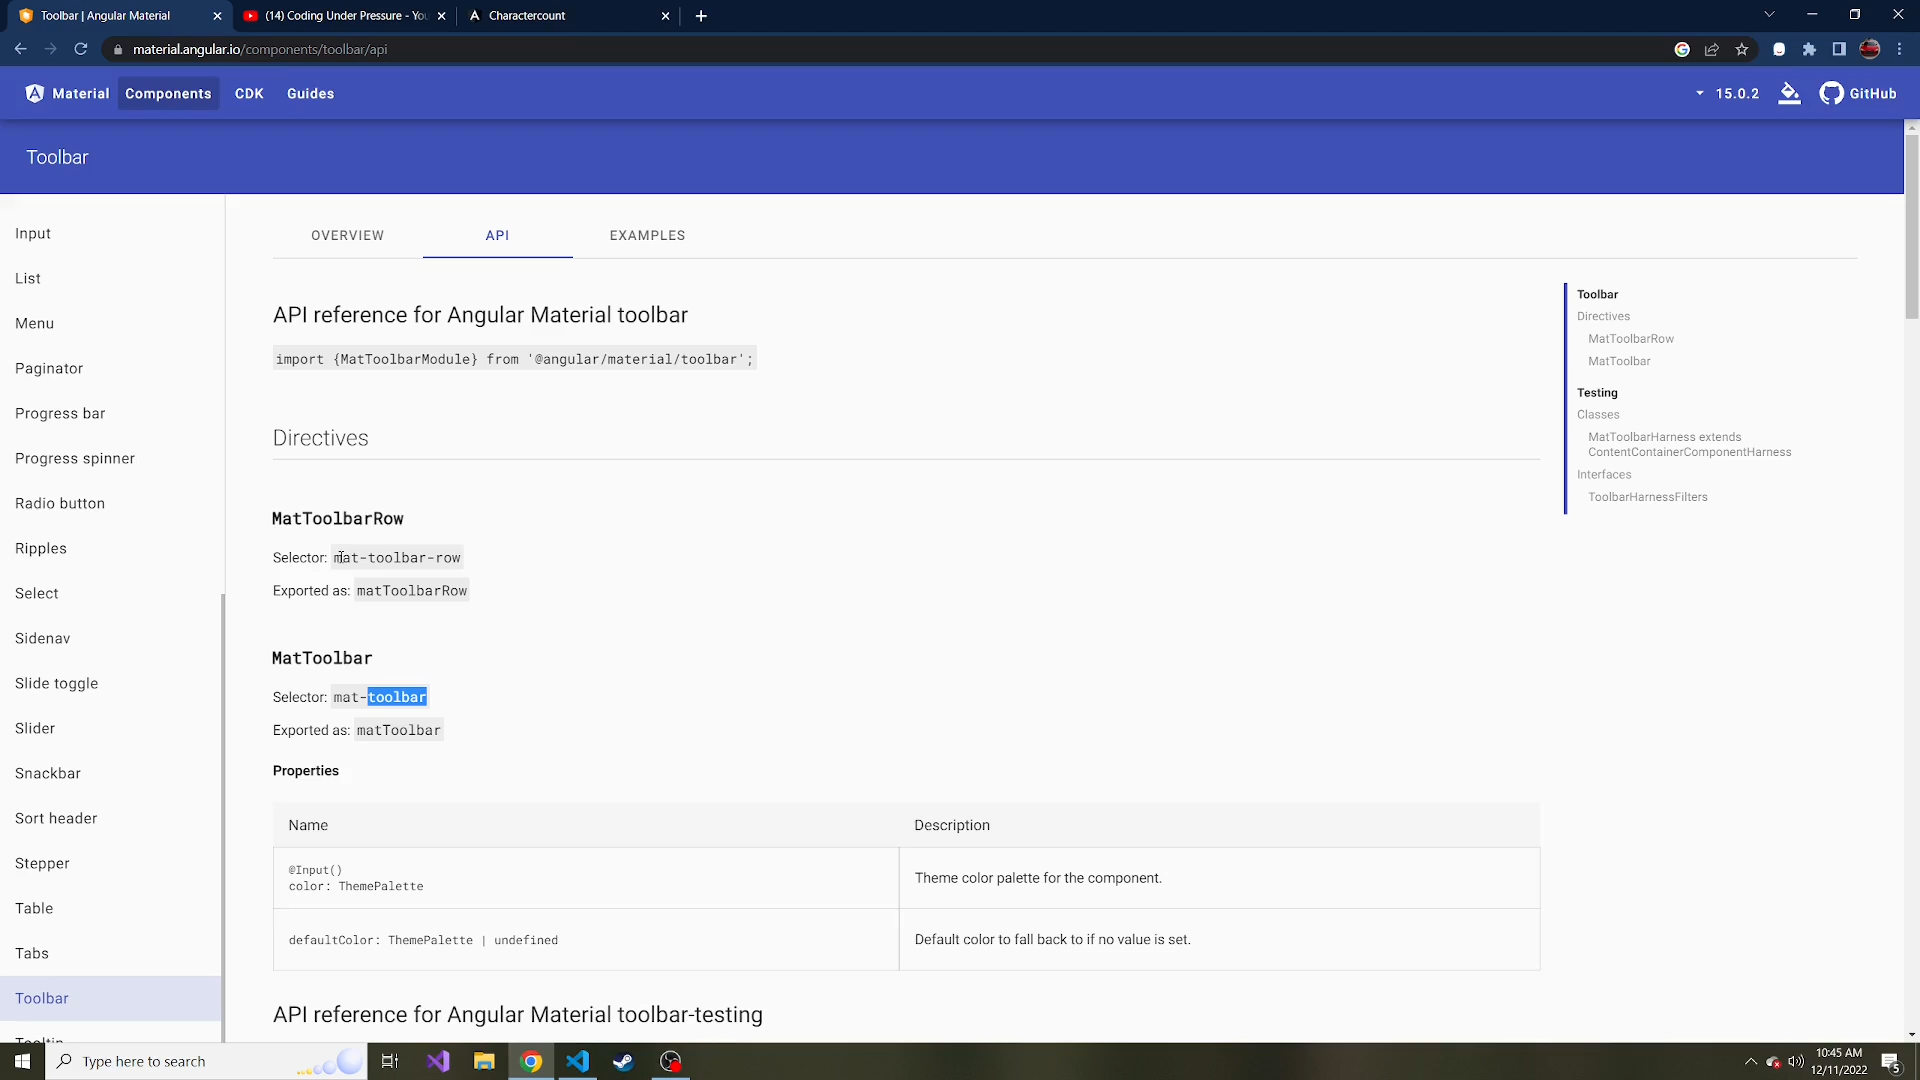 Toolbar | Angular Material
(14) Coding Under Pressure - You
Charactercount
material.angular.io/components/toolbar/api
Material
Components
CDK
Guides
15.0.2
GitHub
Toolbar
Input
List
Menu
Paginator
Progress bar
Progress spinner
Radio button
Ripples
Select
Sidenav
Slide toggle
Slider
Snackbar
Sort header
Stepper
Table
Tabs
Toolbar
Tooltip
OVERVIEW
API
EXAMPLES
API reference for Angular Material toolbar
import {MatToolbarModule} from '@angular/material/toolbar';
Directives
MatToolbarRow
Selector: mat-toolbar-row
Exported as: matToolbarRow
MatToolbar
Selector: mat-toolbar
Exported as: matToolbar
Properties
Name
Description
@Input()
color: ThemePalette
Theme color palette for the component.
defaultColor: ThemePalette | undefined
Default color to fall back to if no value is set.
API reference for Angular Material toolbar-testing
Toolbar
Directives
MatToolbarRow
MatToolbar
Testing
Classes
MatToolbarHarness extends
ContentContainerComponentHarness
Interfaces
ToolbarHarnessFilters
Type here to search
10:45 AM
12/11/2022
5